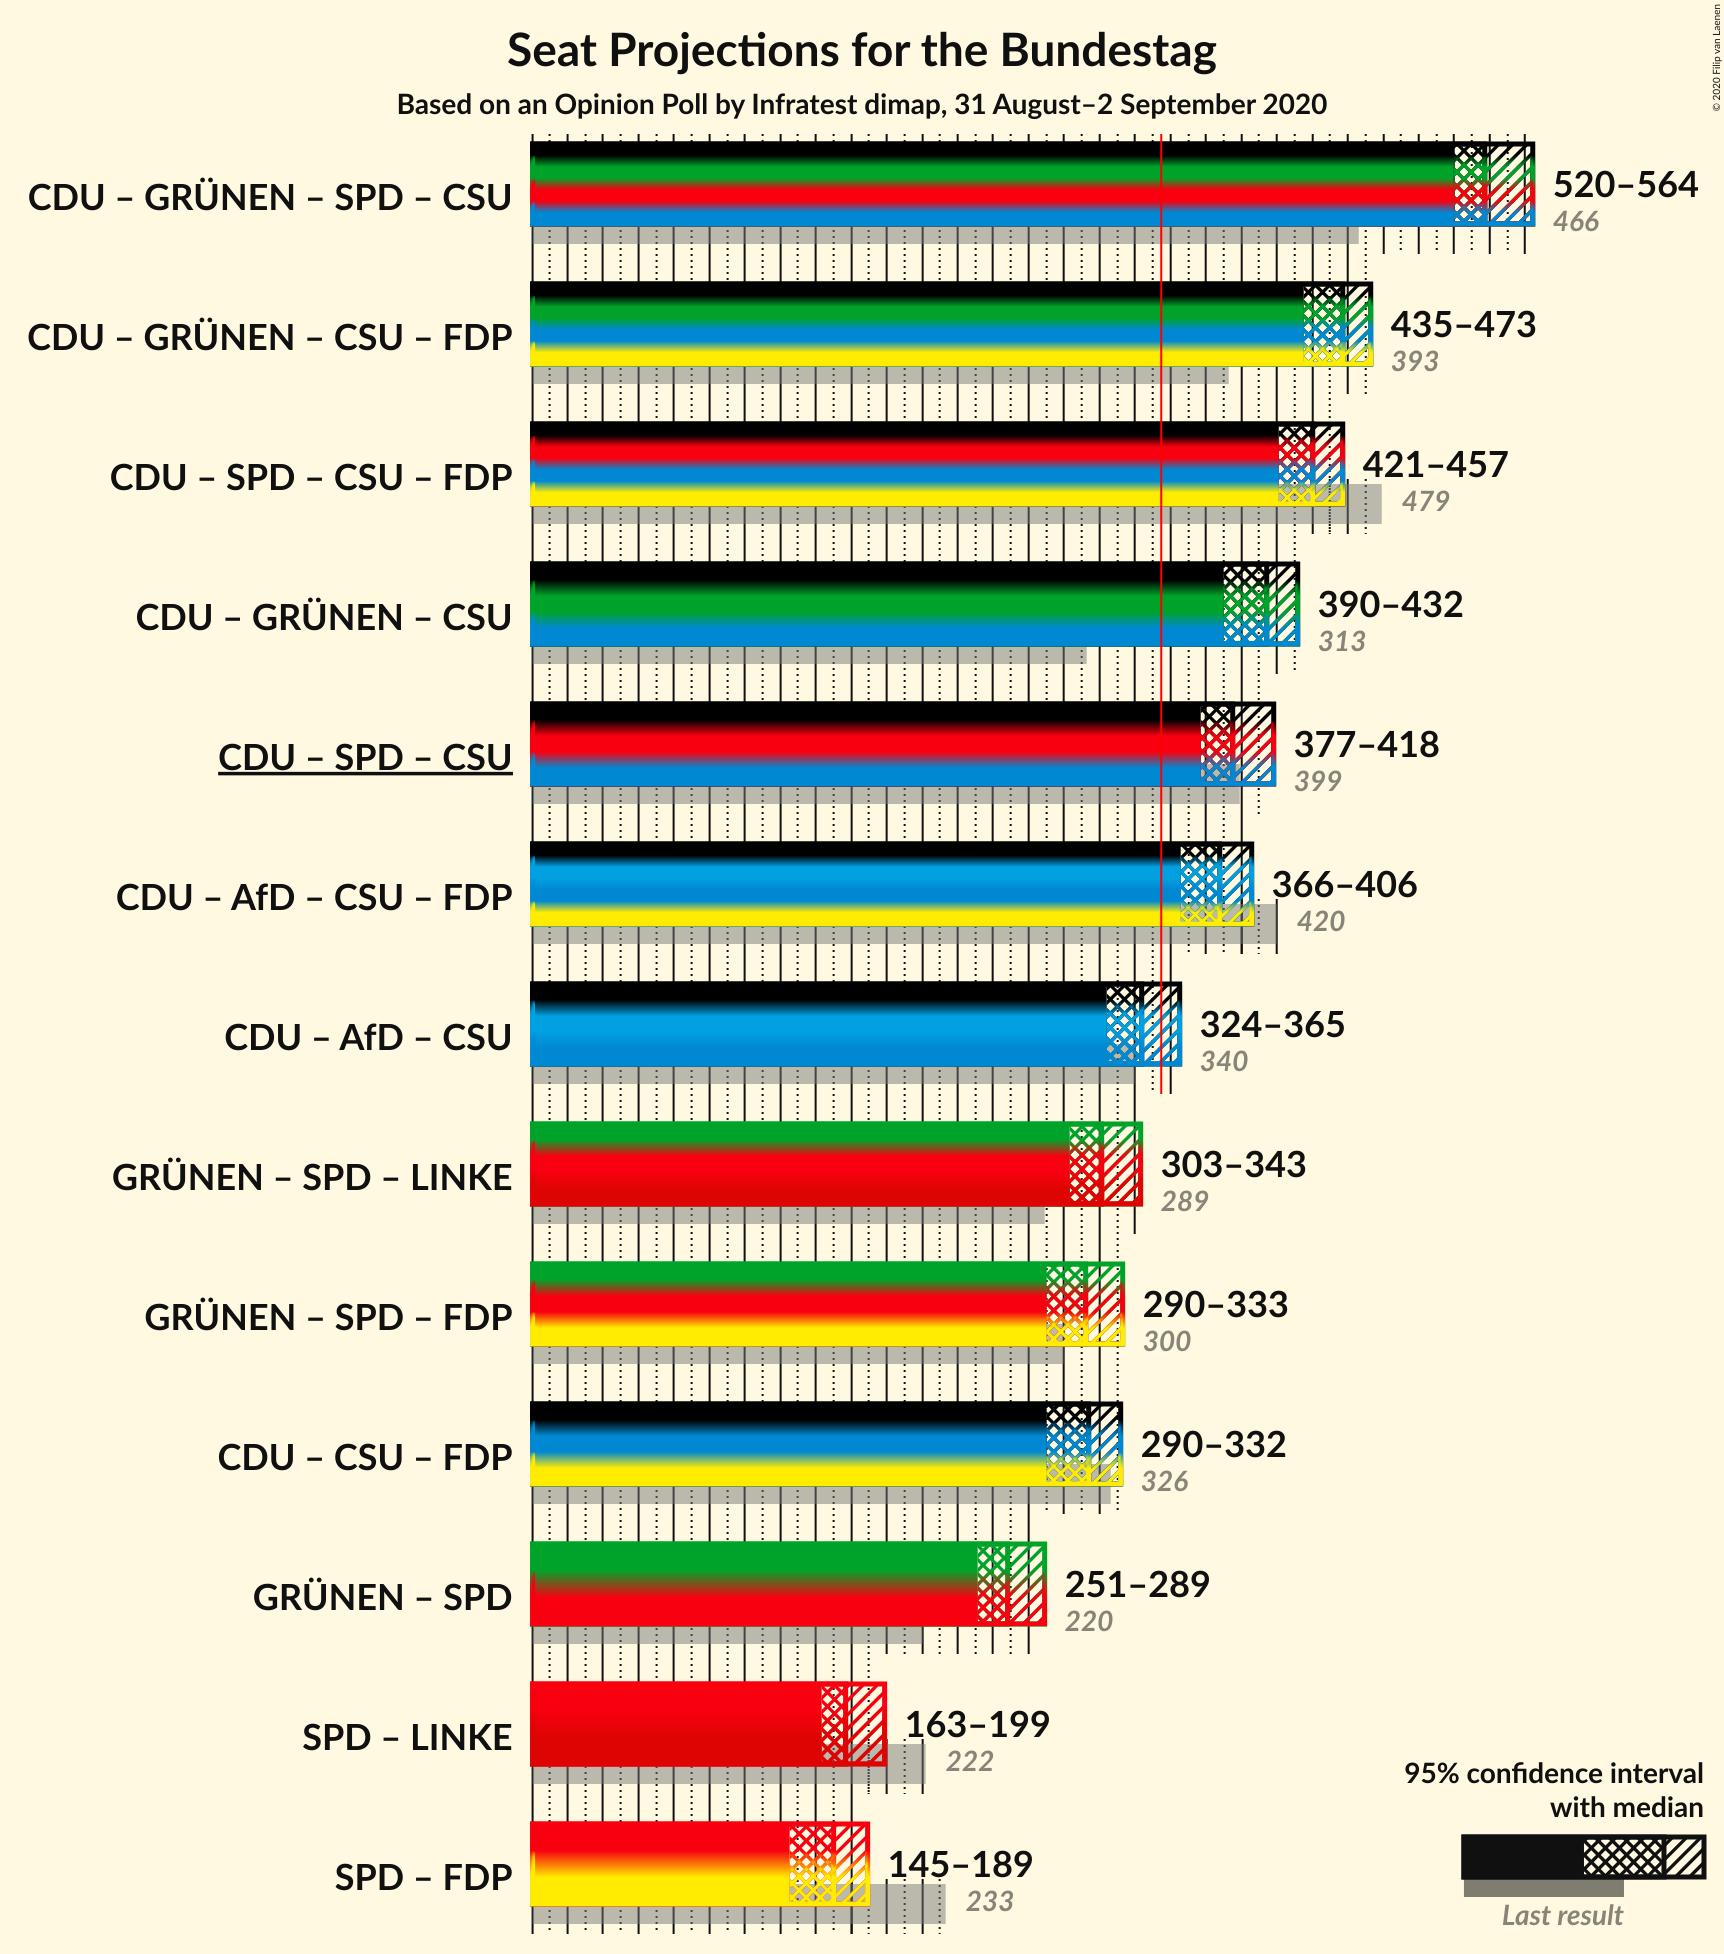 Seat Projections for the Bundestag
Based on an Opinion Poll by Infratest dimap, 31 August–2 September 2020
© 2020 Filip van Laenen
CDU – GRÜNEN – SPD – CSU
520–564
466
CDU – GRÜNEN – CSU – FDP
435–473
393
CDU – SPD – CSU – FDP
421–457
479
CDU – GRÜNEN – CSU
390–432
313
CDU – SPD – CSU
377–418
399
CDU – AfD – CSU – FDP
366–406
420
CDU – AfD – CSU
324–365
340
GRÜNEN – SPD – LINKE
303–343
289
GRÜNEN – SPD – FDP
290–333
300
CDU – CSU – FDP
290–332
326
GRÜNEN – SPD
251–289
220
SPD – LINKE
163–199
222
SPD – FDP
145–189
233
95% confidence interval
with median
Last result